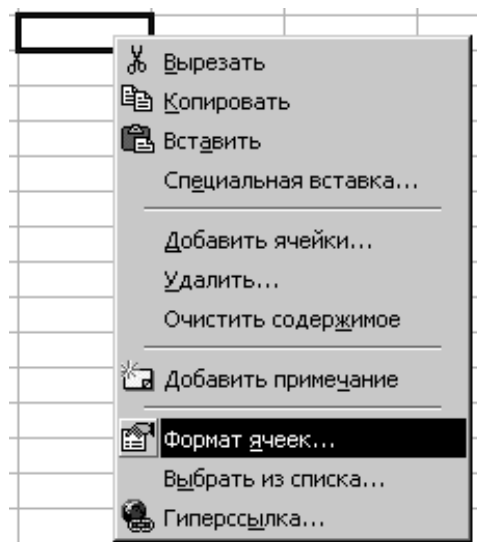 Вырезать
Копировать
Вставить
Специальная вставка...
Добавить ячейки...
Удалить...
Очистить содержимое
Добавить примечание
Формат ячеек...
Выбрать из списка...
Гиперссылка...